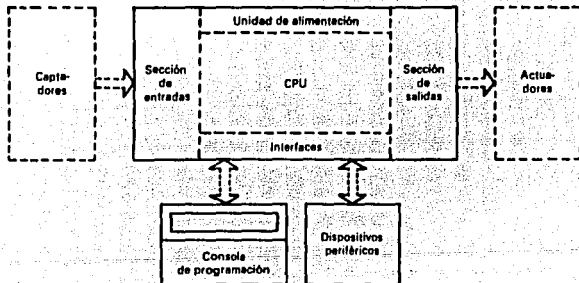 Unidad de alimentación
Capta-
dores
Sección
de
entradas
CPU
Sección
de
salidas
Actua-
dores
Interfaces
Consola
de programación
Dispositivos
periféricos